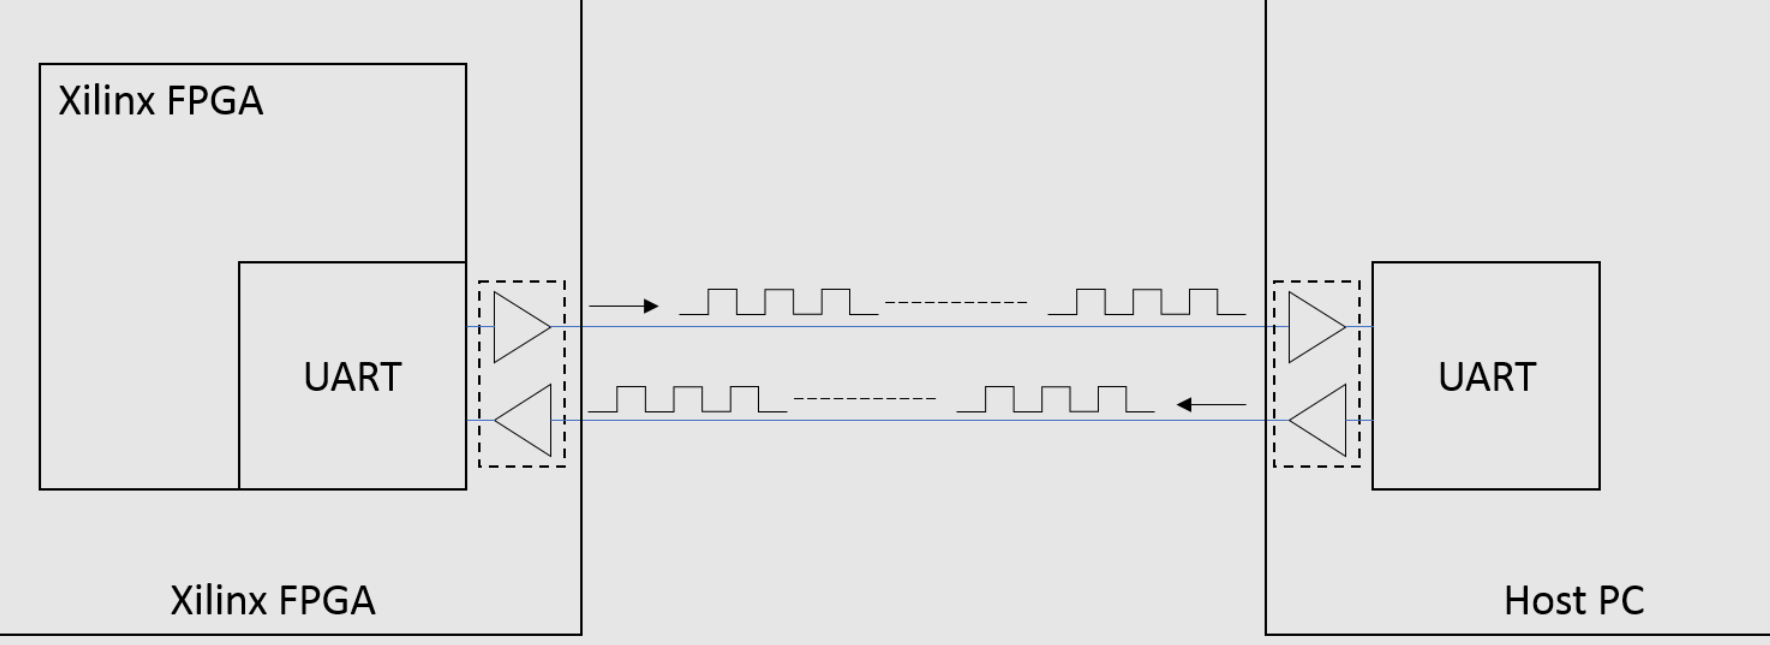 Xilinx FPGA
UART
UART
Xilinx FPGA
Host PC